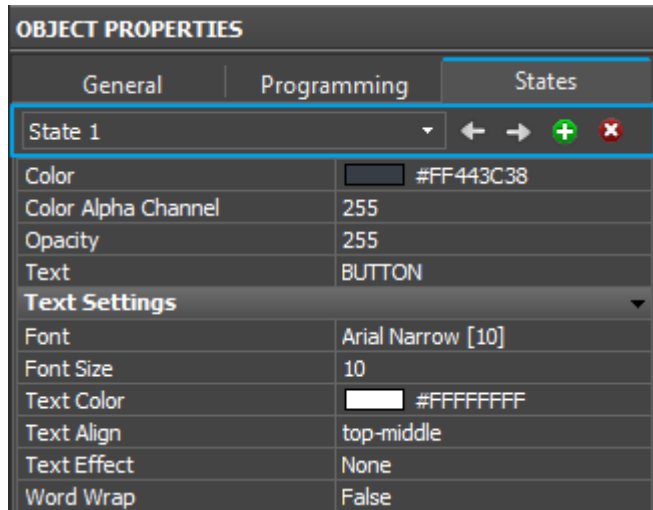 OBJECT PROPERTIES
General Programming States
State 1
Color #FF443C38
Color Alpha Channel 255
Opacity 255
Text BUTTON
Text Settings
Font Arial Narrow [10]
Font Size 10
Text Color #FFFFFFFF
Text Align top-middle
Text Effect None
Word Wrap False